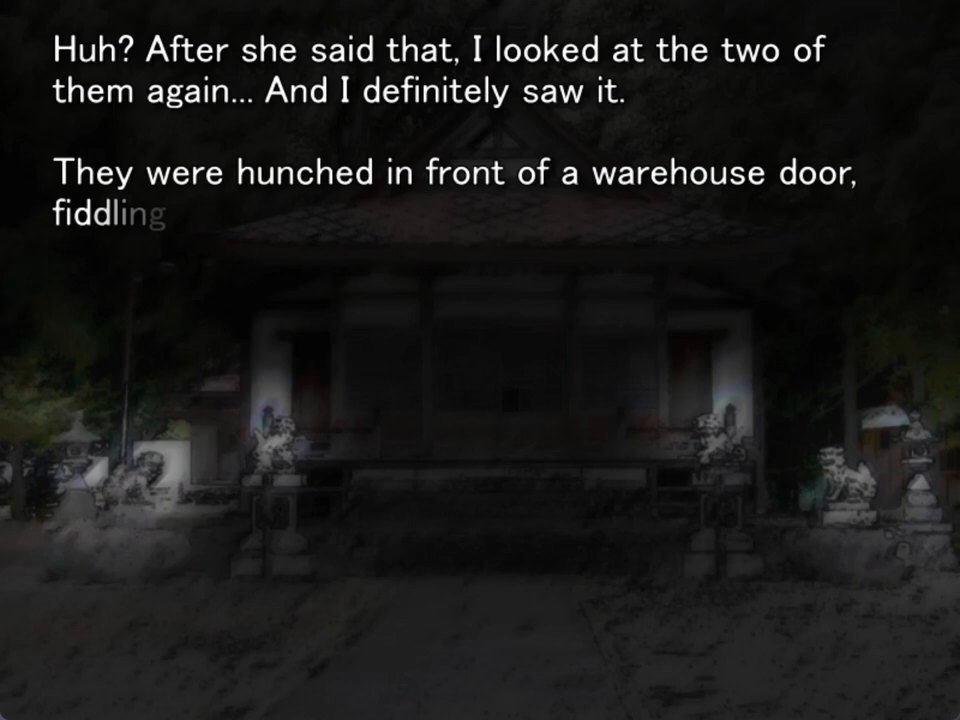 Huh? After she said that, I looked at the two of
them again... And I definitely saw it.
They were hunched in front of a warehouse door,
fiddling